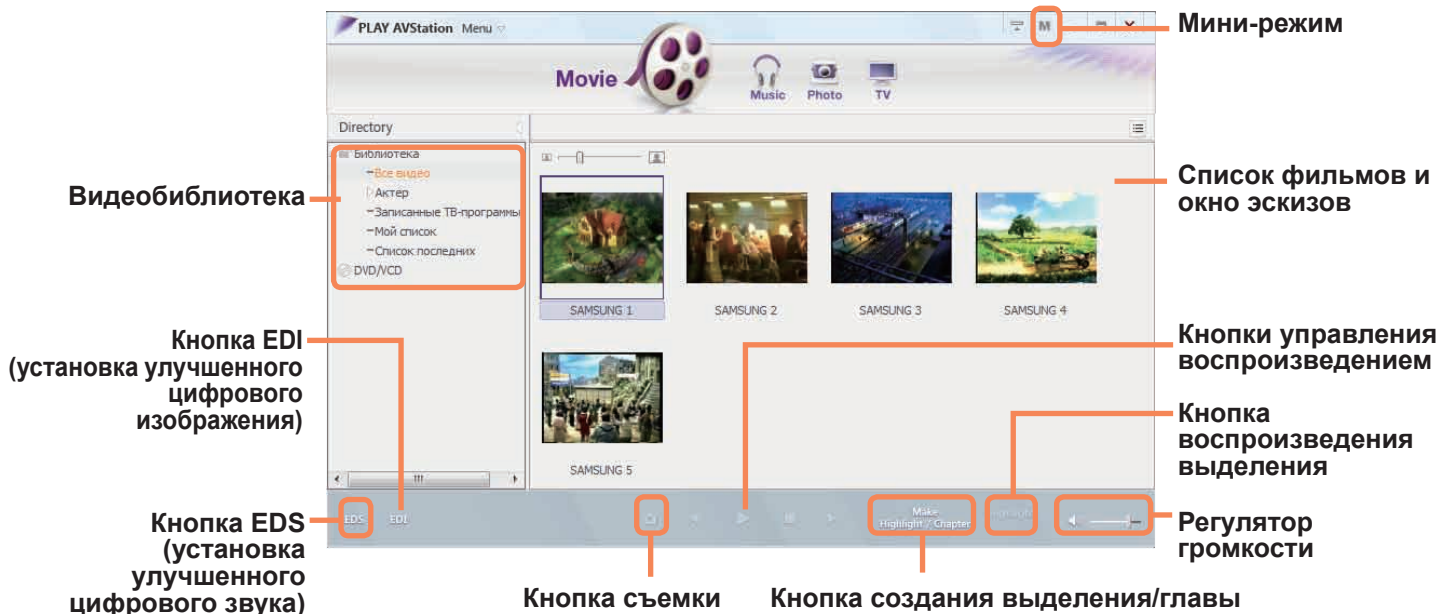 PLAY AVStation Menu
M
Мини-режим
Movie
Music
Photo
TV
Directory
Библиотека
Все видео
Актер
Записанные ТВ-программы
Мой список
Список последних
DVD/VCD
Видеобиблиотека
Список фильмов и
окно эскизов
SAMSUNG 1
SAMSUNG 2
SAMSUNG 3
SAMSUNG 4
SAMSUNG 5
Кнопка EDI
(установка улучшенного
цифрового
изображения)
Кнопки управления
воспроизведением
Кнопка
воспроизведения
выделения
EDS
EDI
Make
Highlight / Chapter
Highlight
Кнопка EDS
(установка
улучшенного
цифрового звука)
Регулятор
громкости
Кнопка съемки
Кнопка создания выделения/главы